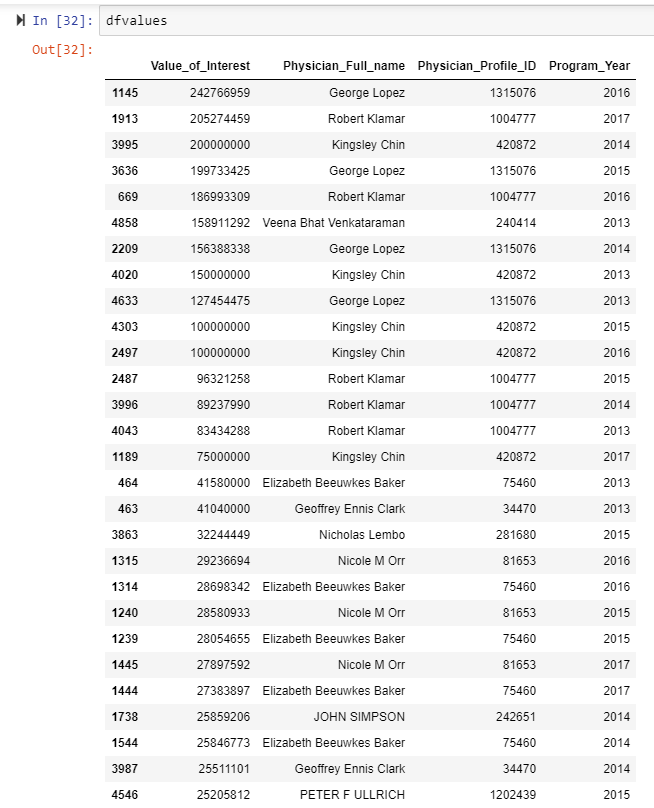 In [32]: dfvalues
Out[32]:
Value_of_Interest Physician_Full_name Physician_Profile_ID Program_Year
1145 242766959 George Lopez 1315076 2016
1913 205274459 Robert Klamar 1004777 2017
3995 200000000 Kingsley Chin 420872 2014
3636 199733425 George Lopez 1315076 2015
669 186993309 Robert Klamar 1004777 2016
4858 158911292 Veena Bhat Venkataraman 240414 2013
2209 156388338 George Lopez 1315076 2014
4020 150000000 Kingsley Chin 420872 2013
4633 127454475 George Lopez 1315076 2013
4303 100000000 Kingsley Chin 420872 2015
2497 100000000 Kingsley Chin 420872 2016
2487 96321258 Robert Klamar 1004777 2015
3996 89237990 Robert Klamar 1004777 2014
4043 83434288 Robert Klamar 1004777 2013
1189 75000000 Kingsley Chin 420872 2017
464 41580000 Elizabeth Beeuwkes Baker 75460 2013
463 41040000 Geoffrey Ennis Clark 34470 2013
3863 32244449 Nicholas Lembo 281680 2015
1315 29236694 Nicole M Orr 81653 2016
1314 28698342 Elizabeth Beeuwkes Baker 75460 2016
1240 28580933 Nicole M Orr 81653 2015
1239 28054655 Elizabeth Beeuwkes Baker 75460 2015
1445 27897592 Nicole M Orr 81653 2017
1444 27383897 Elizabeth Beeuwkes Baker 75460 2017
1738 25859206 JOHN SIMPSON 242651 2014
1544 25846773 Elizabeth Beeuwkes Baker 75460 2014
3987 25511101 Geoffrey Ennis Clark 34470 2014
4546 25205812 PETER F ULLRICH 1202439 2015